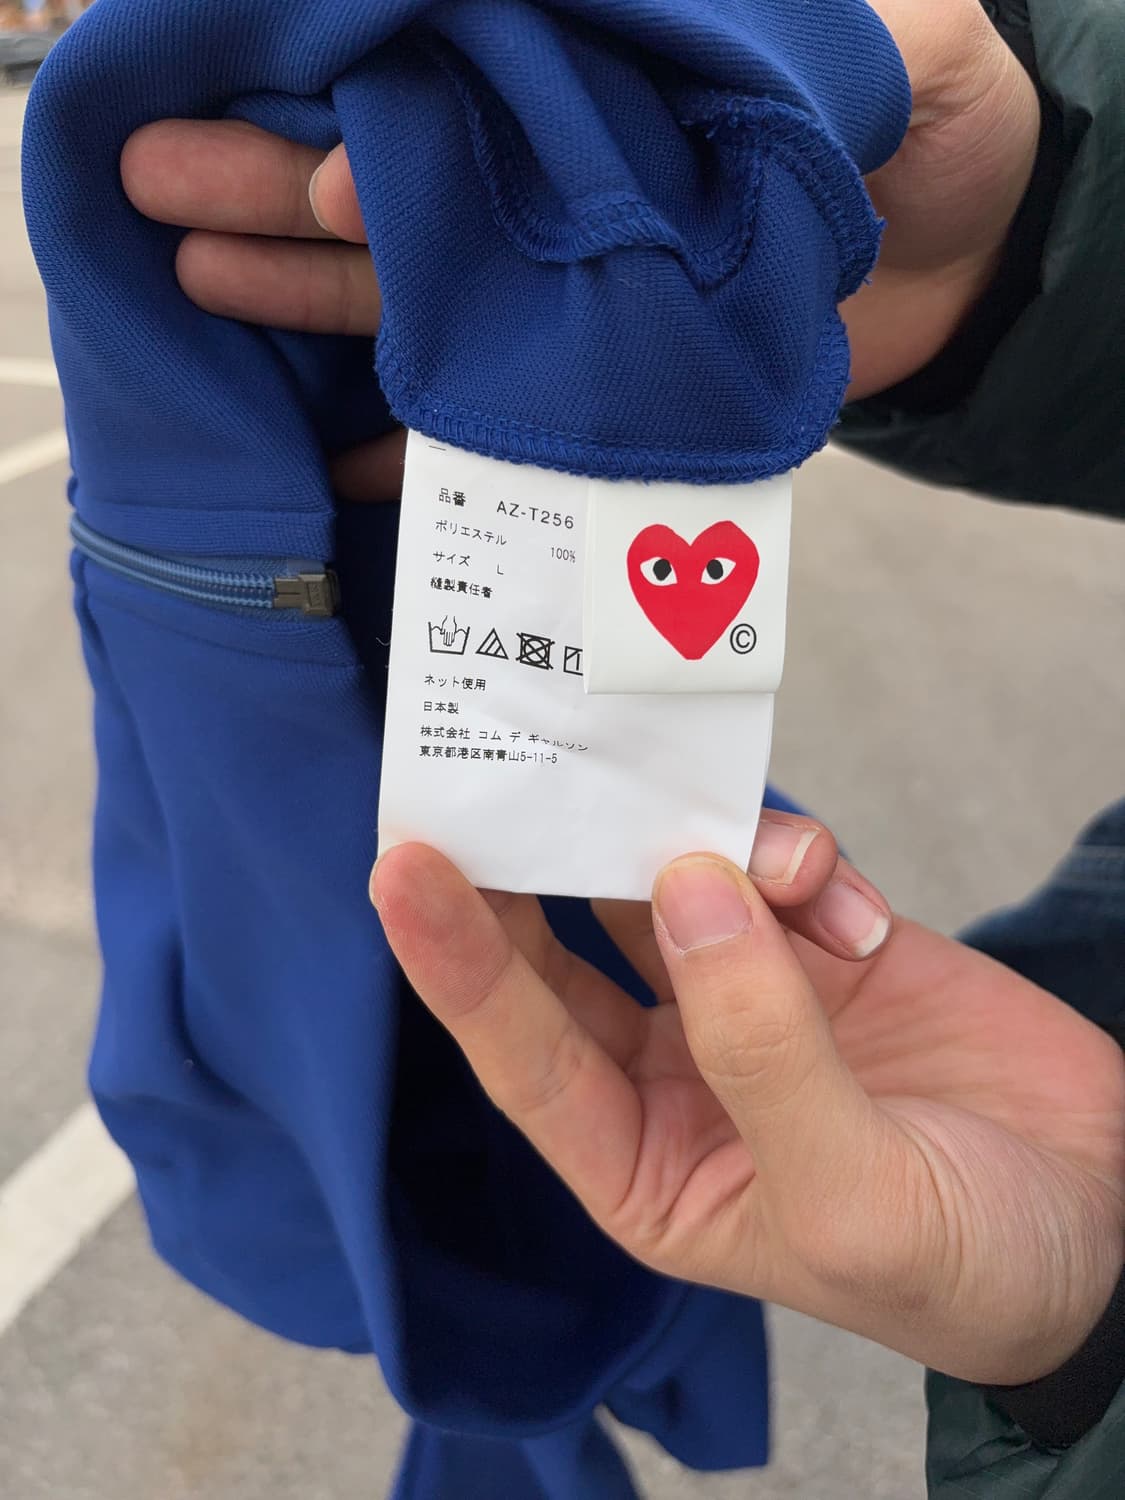 品番 AZ-T256
ポリエステル 100%
サイズ L
縫製責任者
ネット使用
日本製
株式会社 コム デ ギャルソン
東京都港区南青山5-11-5
©